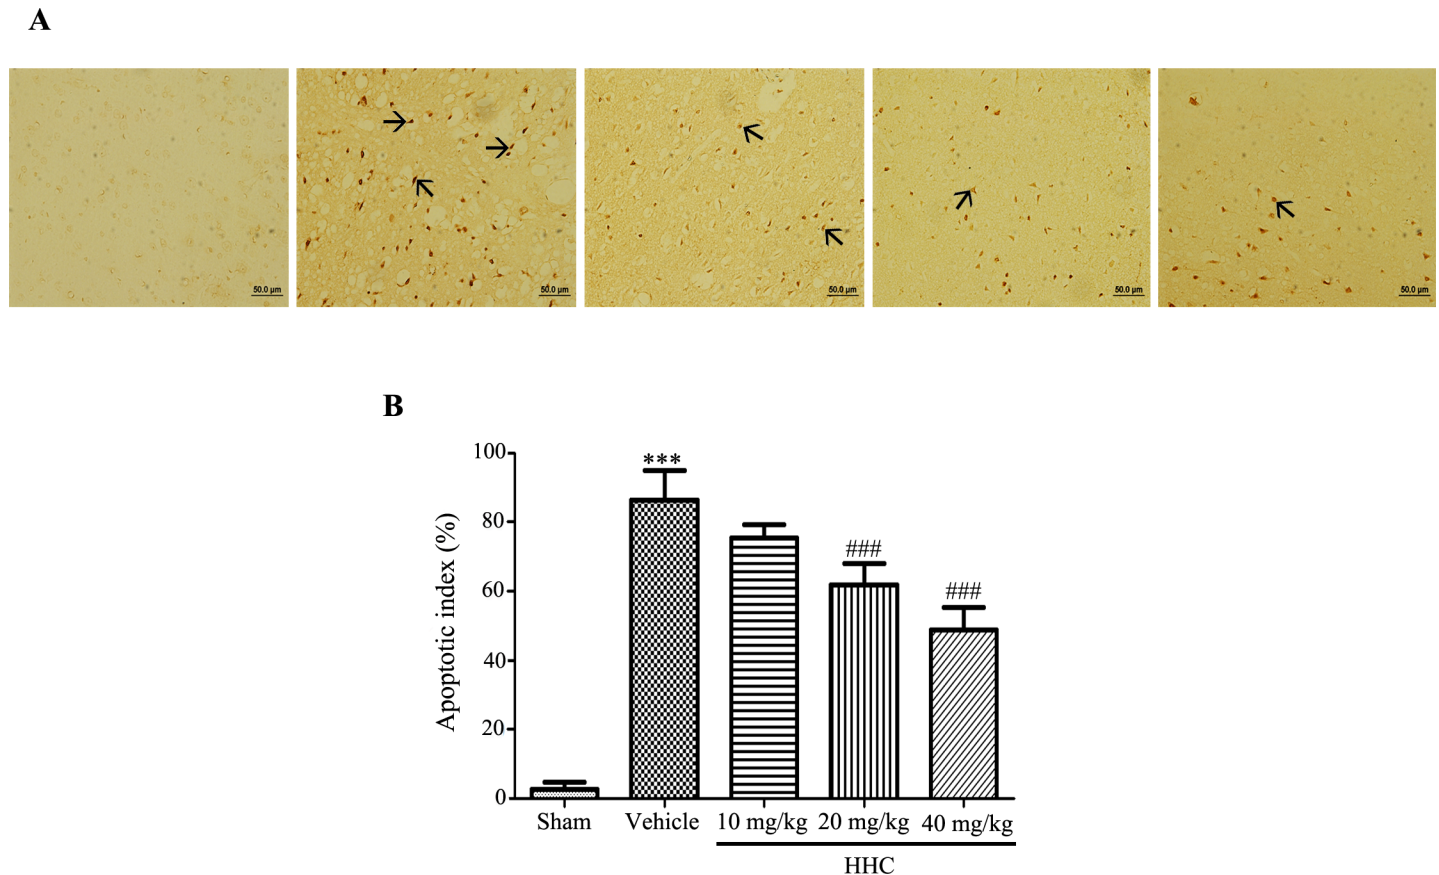 A
50.0 μm
50.0 μm
50.0 μm
50.0 μm
50.0 μm
B
Apoptotic index (%)
100
80
60
40
20
0
***
###
###
Sham
Vehicle
10 mg/kg
20 mg/kg
40 mg/kg
HHC